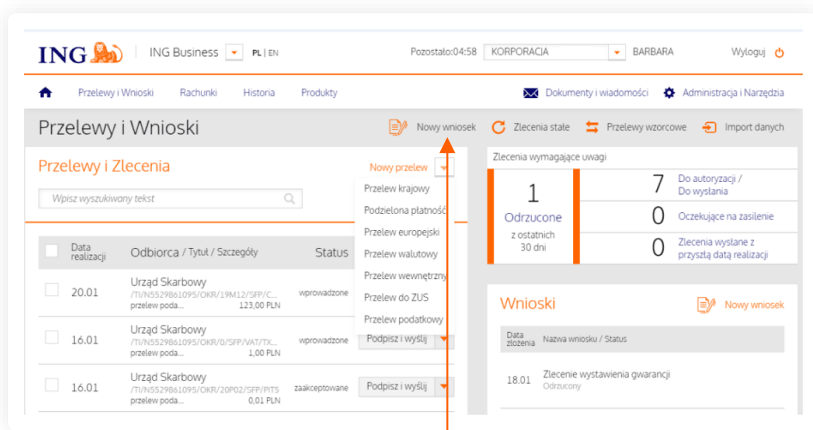 ING ING Business PL | EN Pozostało:04:58 KORPORACJA BARBARA Wyloguj
Przelewy i Wnioski Rachunki Historia Produkty Dokumenty i wiadomości Administracja i Narzędzia
Przelewy i Wnioski Nowy wniosek Zlecenia stałe Przelewy wzorcowe Import danych
Przelewy i Zlecenia Nowy przelew
Wpisz wyszukiwany tekst
Przelew krajowy
Podzielona płatność
Przelew europejski
Przelew walutowy
Przelew wewnętrzny
Przelew do ZUS
Przelew podatkowy
Data realizacji Odbiorca / Tytuł / Szczegóły Status
20.01 Urząd Skarbowy wprowadzone
/TI/N5529861095/OKR/19M12/SFP/C...
przelew poda... 123,00 PLN
16.01 Urząd Skarbowy wprowadzone Podpisz i wyślij
/TI/N5529861095/OKR/0/SFP/VAT/TX...
przelew poda... 1,00 PLN
16.01 Urząd Skarbowy zaakceptowane Podpisz i wyślij
/TI/N5529861095/OKR/20P02/SFP/PIT5
przelew poda... 0,01 PLN
Zlecenia wymagające uwagi
1
Odrzucone
z ostatnich
30 dni
7 Do autoryzacji /
Do wysłania
0 Oczekujące na zasilenie
0 Zlecenia wysłane z
przyszłą datą realizacji
Wnioski Nowy wniosek
Data
złożenia Nazwa wniosku / Status
18.01 Zlecenie wystawienia gwarancji
Odrzucony